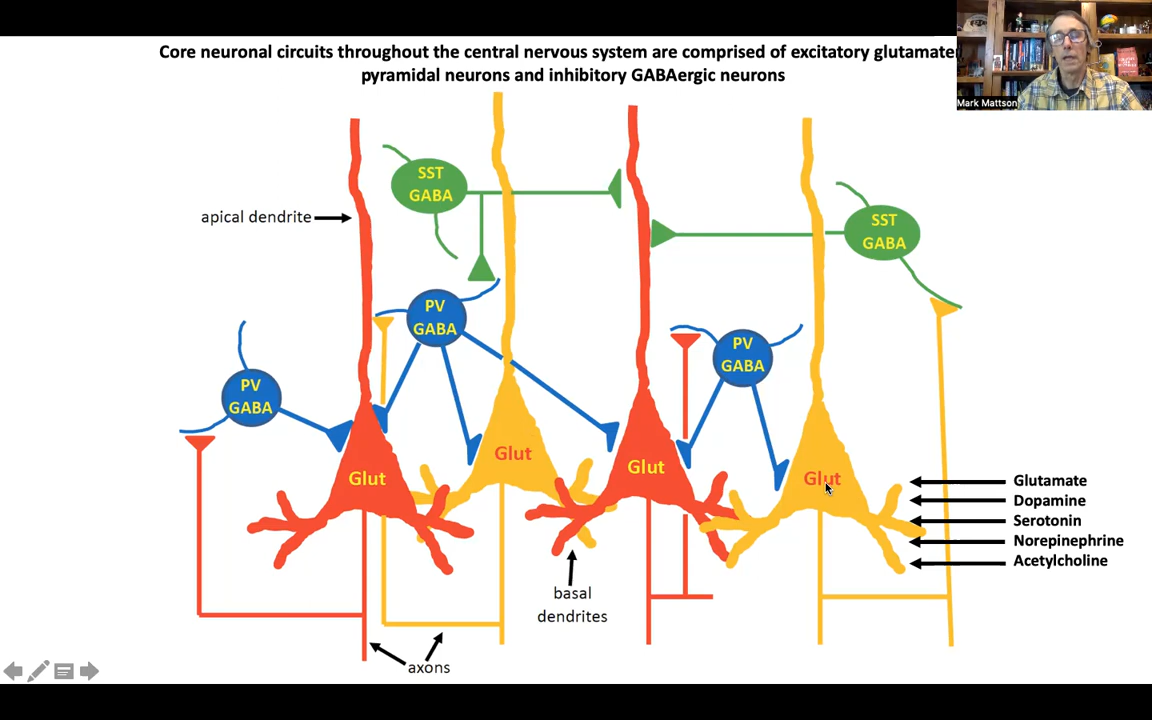 Core neuronal circuits throughout the central nervous system are comprised of excitatory
pyramidal neurons and inhibitory GABAergic neurons
Mark Mattson
SST
GABA
apical dendrite
SST
GABA
PV
GABA
PV
GABA
PV
GABA
Glut
Glut
Glut
Glut
Glutamate
Dopamine
Serotonin
Norepinephrine
Acetylcholine
basal
dendrites
axons